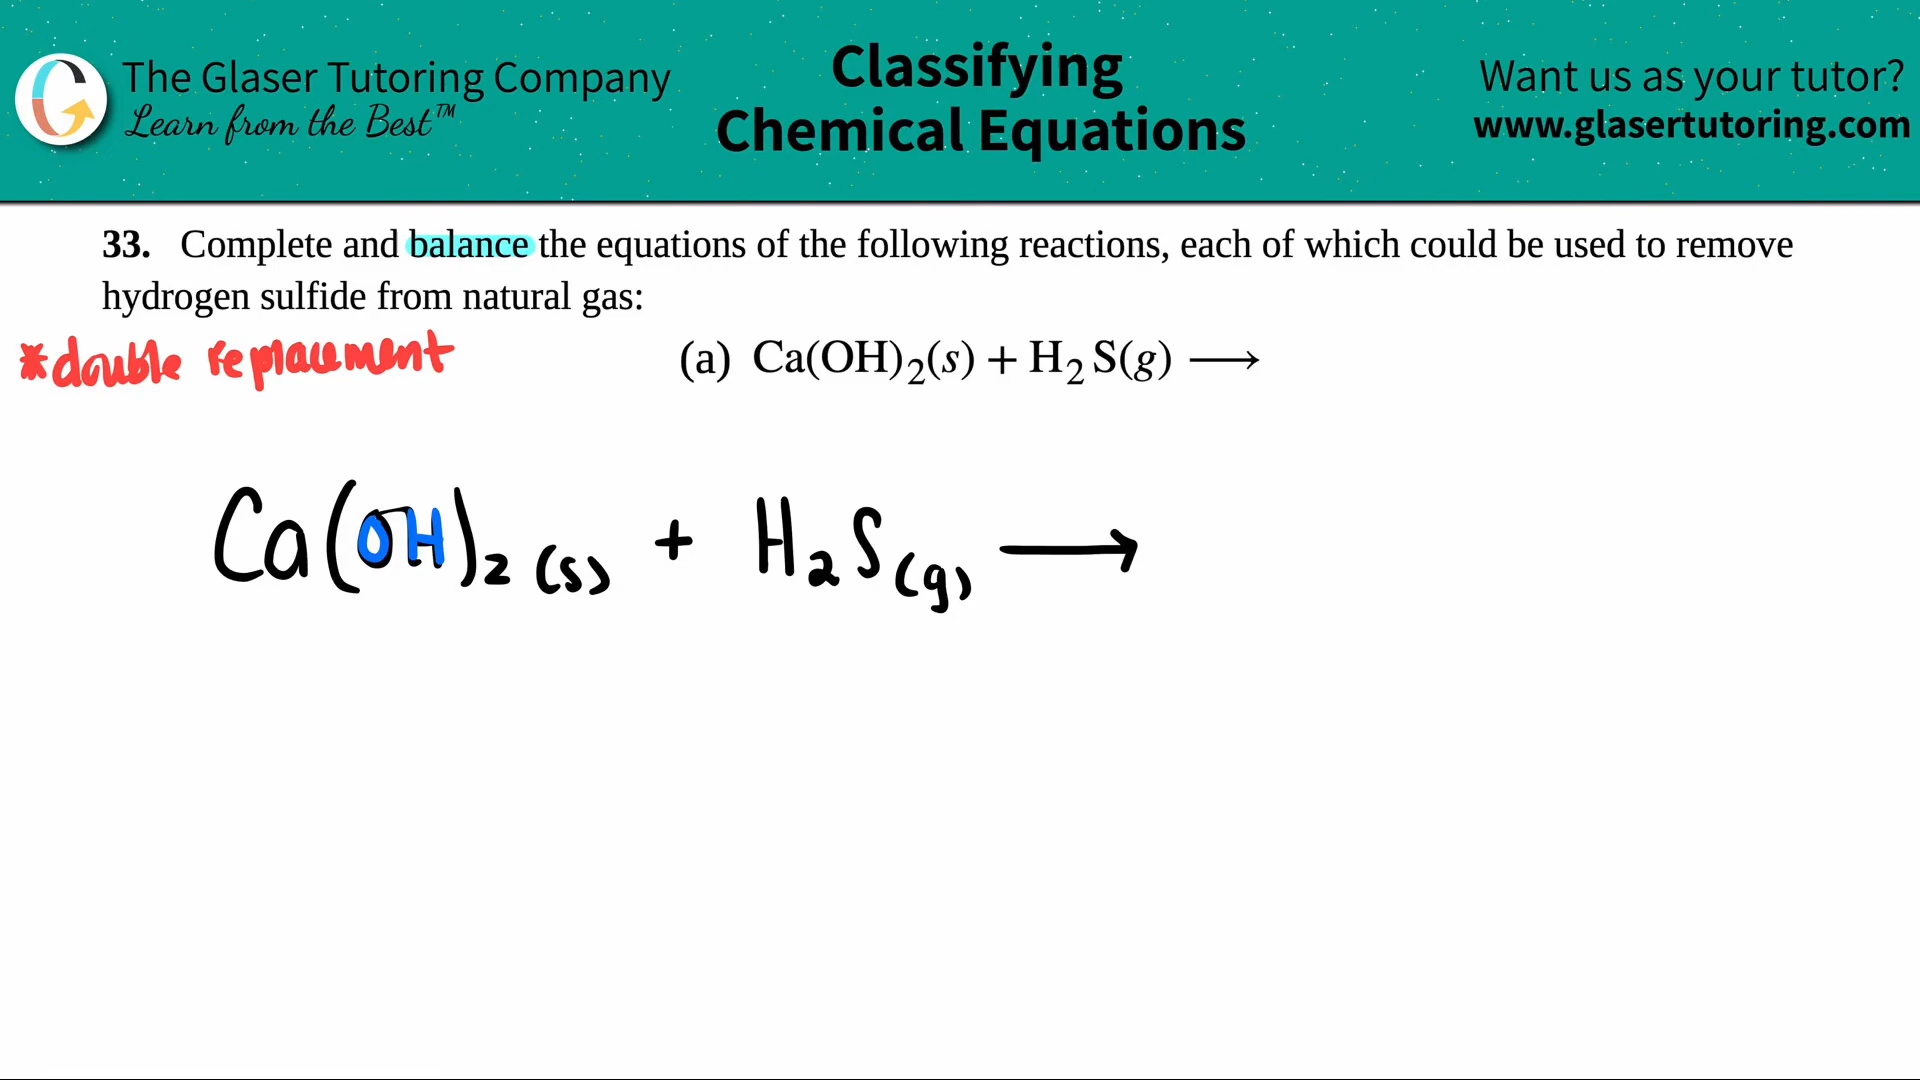 The Glaser Tutoring Company
Learn from the Best™
Classifying
Chemical Equations
Want us as your tutor?
www.glasertutoring.com
33. Complete and balance the equations of the following reactions, each of which could be used to remove
hydrogen sulfide from natural gas:
*double replacement
(a) Ca(OH)₂(s) + H₂ S(g) ⟶
Ca(OH)₂ (s) + H₂S(g) ⟶